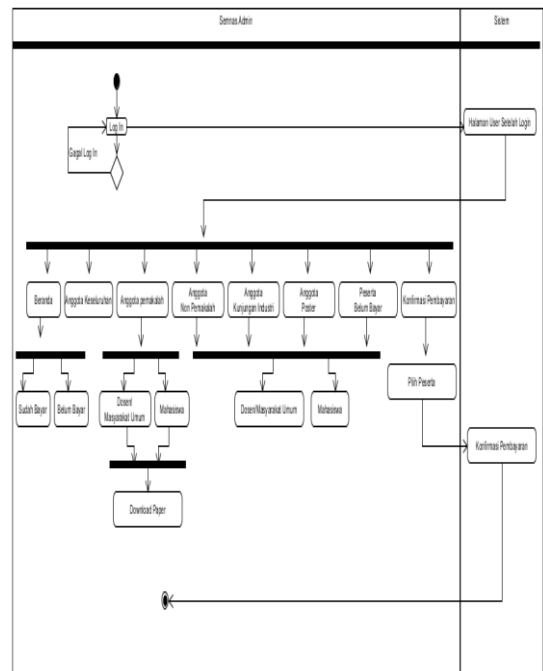 Semnas Admin
Sistem
Log In
Halaman User Setelah Login
Gagal Log In
Beranda
Anggota Keseluruhan
Anggota pemakalah
Anggota
Non Pemakalah
Anggota
Kunjungan Industri
Anggota
Poster
Peserta
Belum Bayar
Konfirmasi Pembayaran
Pilih Peserta
Sudah Bayar
Belum Bayar
Dosen/
Masyarakat Umum
Mahasiswa
Dosen/Masyarakat Umum
Mahasiswa
Konfirmasi Pembayaran
Download Paper